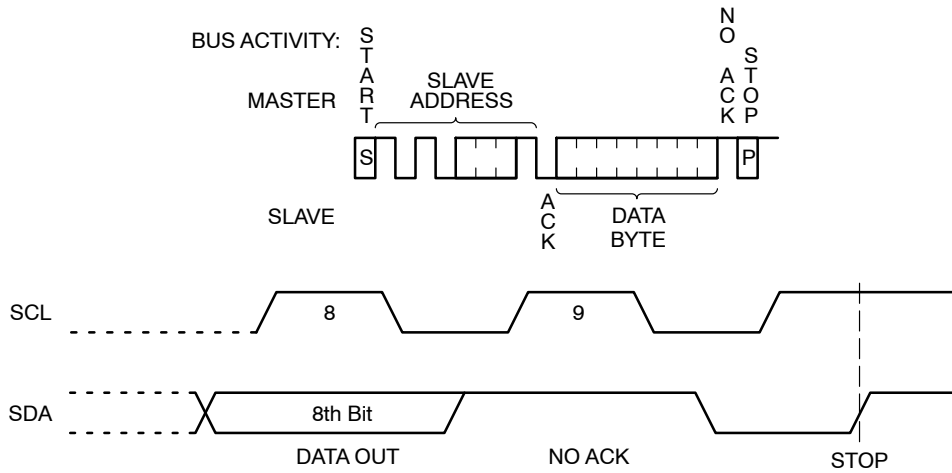 BUS ACTIVITY:
MASTER
START
SLAVE
ADDRESS
NO ACK
STOP
S
P
SLAVE
ACK
DATA
BYTE
SCL
8
9
SDA
8th Bit
DATA OUT
NO ACK
STOP